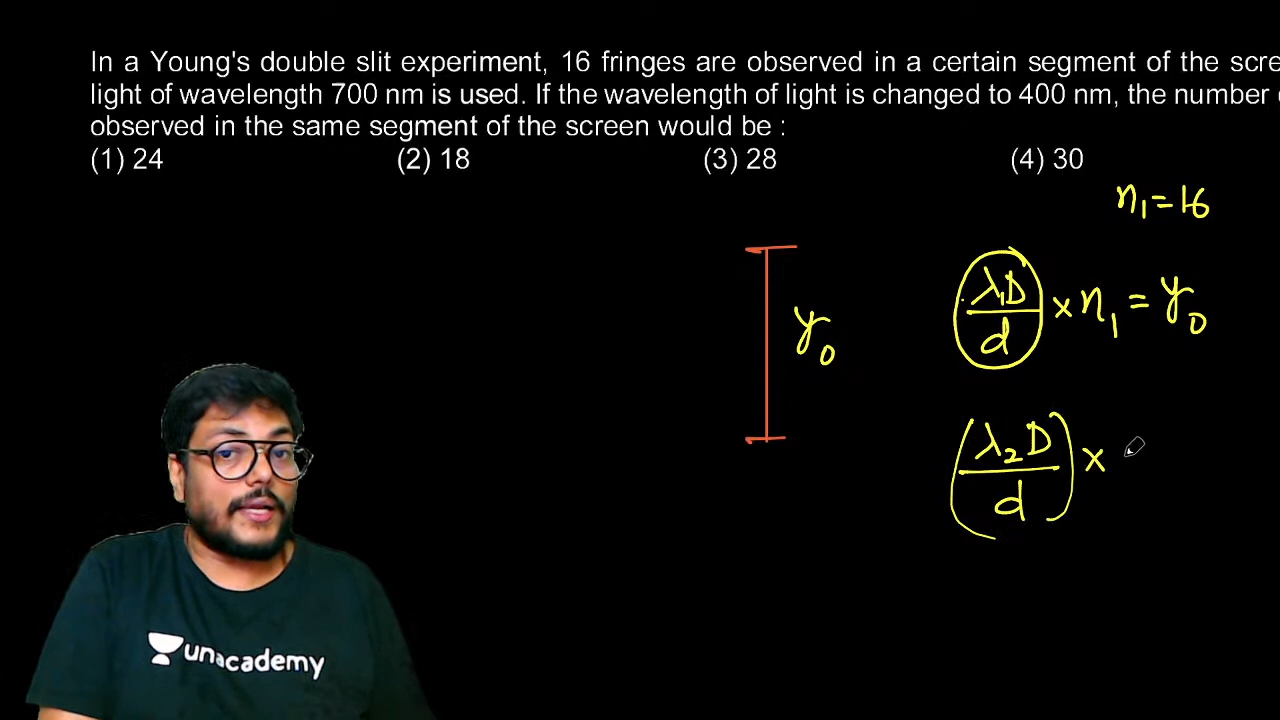 In a Young's double slit experiment, 16 fringes are observed in a certain segment of the scre
light of wavelength 700 nm is used. If the wavelength of light is changed to 400 nm, the number
observed in the same segment of the screen would be :
(1) 24 (2) 18 (3) 28 (4) 30
n₁=16
λ₁D/d × n₁ = y₀
y₀
(λ₂D/d) ×
unacademy